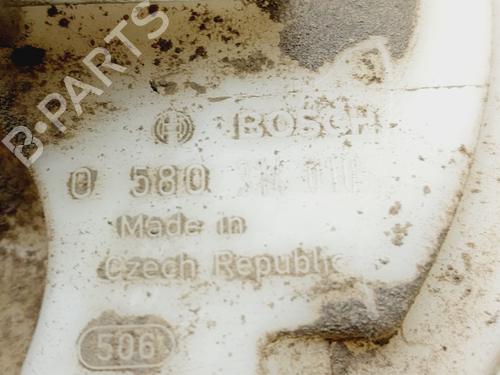 B-PARTS
BOSCH
0 580
Made in
Czech Republic
506